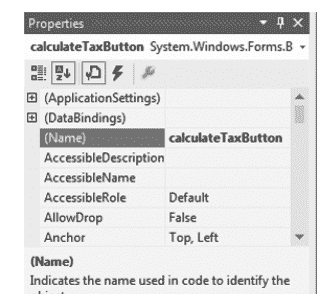 Properties
calculateTaxButton System.Windows.Forms.B
(ApplicationSettings)
(DataBindings)
(Name) calculateTaxButton
AccessibleDescription
AccessibleName
AccessibleRole Default
AllowDrop False
Anchor Top, Left
(Name)
Indicates the name used in code to identify the